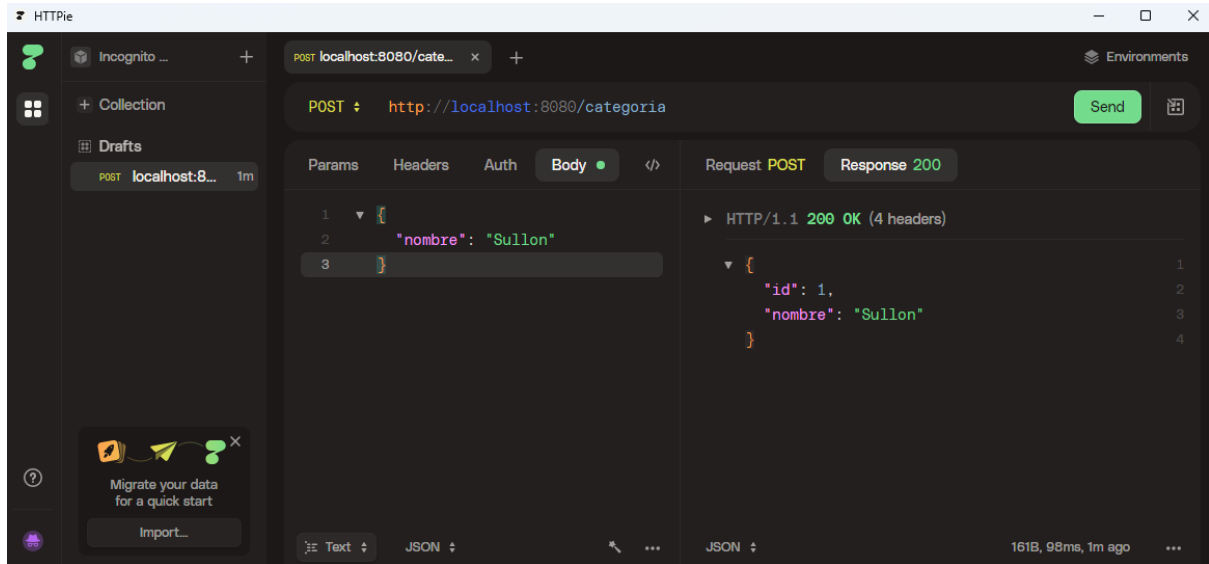 HTTPie
Incognito ... +
POST localhost:8080/cate... × +
Environments
+ Collection
POST http://localhost:8080/categoria
Send
Drafts
POST localhost:8... 1m
Params Headers Auth Body </>
Request POST Response 200
1 {
2 "nombre": "Sullon"
3 }
HTTP/1.1 200 OK (4 headers)
{ 1
"id": 1, 2
"nombre": "Sullon" 3
} 4
Migrate your data
for a quick start
Import...
Text JSON ...
JSON 161B, 98ms, 1m ago ...